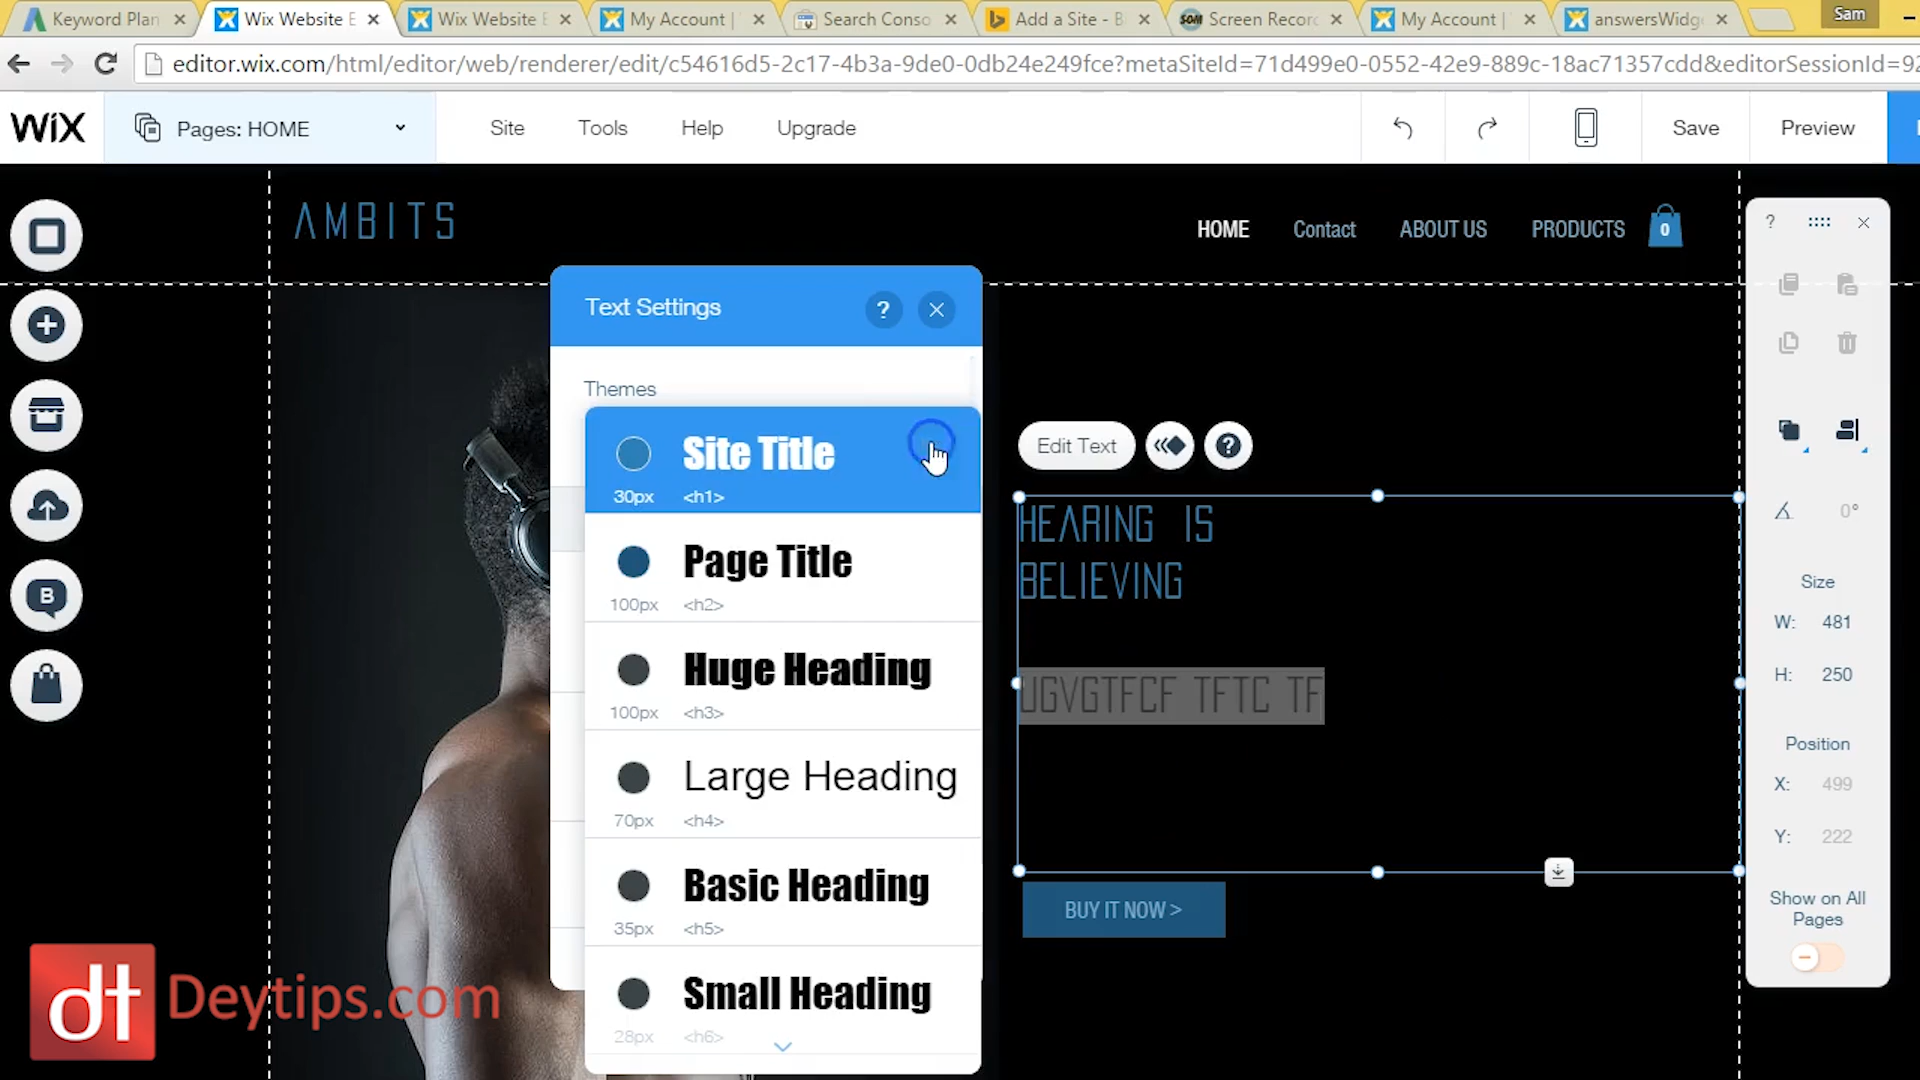 Keyword Plan
Wix Website E
Wix Website E
My Account |
Search Conso
Add a Site - B
SOM Screen Record
My Account |
answersWidge
Sam
editor.wix.com/html/editor/web/renderer/edit/c54616d5-2c17-4b3a-9de0-0db24e249fce?metaSiteId=71d499e0-0552-42e9-889c-18ac71357cdd&editorSessionId=92
WiX
Pages: HOME
Site
Tools
Help
Upgrade
Save
Preview
AMBITS
HOME
Contact
ABOUT US
PRODUCTS
0
Text Settings
?
Themes
Site Title
30px <h1>
Page Title
100px <h2>
Huge Heading
100px <h3>
Large Heading
70px <h4>
Basic Heading
35px <h5>
Small Heading
28px <h6>
Edit Text
?
HEARING IS
BELIEVING
UGVGTFCF TFTC TF
BUY IT NOW >
?
0°
Size
W: 481
H: 250
Position
X: 499
Y: 222
Show on All
Pages
B
dt Deytips.com